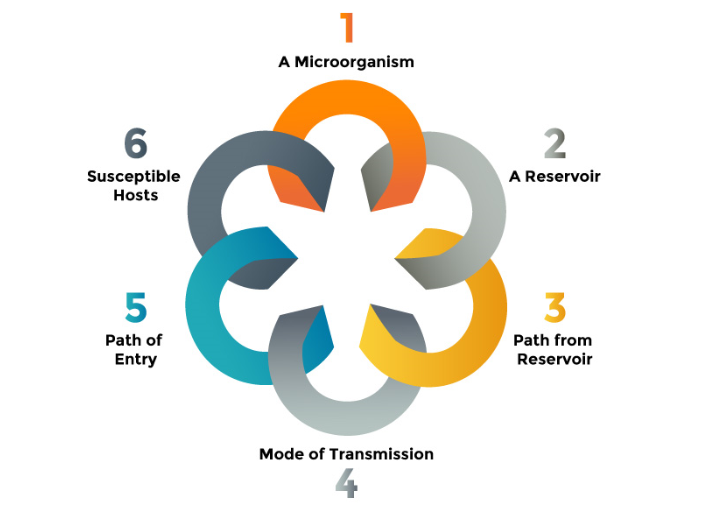 1
A Microorganism
2
A Reservoir
3
Path from
Reservoir
4
Mode of Transmission
5
Path of
Entry
6
Susceptible
Hosts